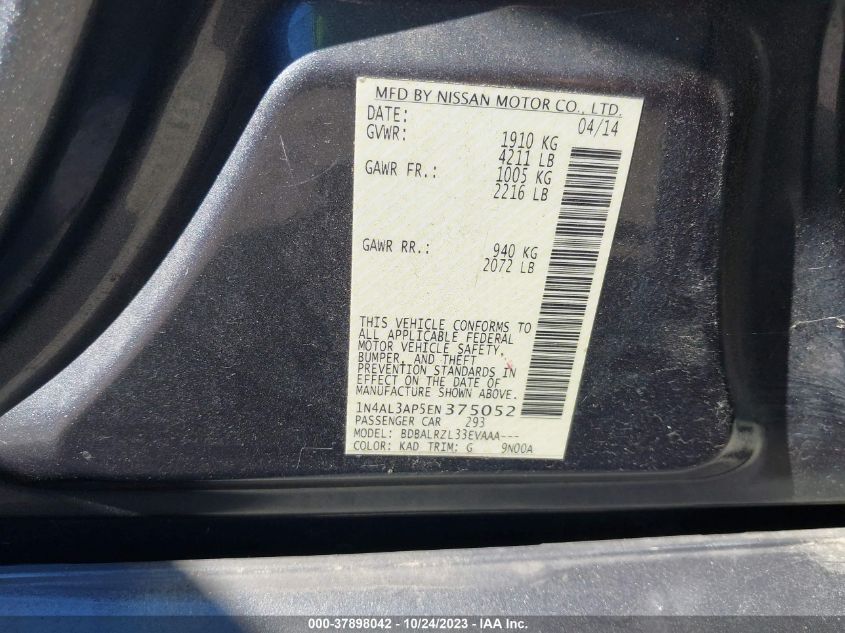 MFD BY NISSAN MOTOR CO., LTD.
DATE: 04/14
GVWR: 1910 KG
4211 LB
GAWR FR.: 1005 KG
2216 LB
GAWR RR.: 940 KG
2072 LB
THIS VEHICLE CONFORMS TO
ALL APPLICABLE FEDERAL
MOTOR VEHICLE SAFETY,
BUMPER, AND THEFT
PREVENTION STANDARDS IN
EFFECT ON THE DATE OF
MANUFACTURE SHOWN ABOVE.
1N4AL3AP5EN375052
PASSENGER CAR 293
MODEL: BDBALRZL33EVAAA---
COLOR: KAD TRIM: G 9N00A
000-37898042 - 10/24/2023 - www.iaai.com